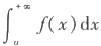 ∫_a^{+∞} f(x) dx